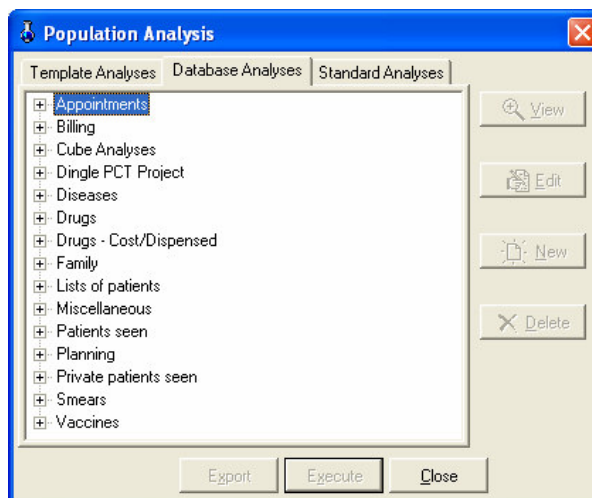 Population Analysis
Template Analyses Database Analyses Standard Analyses
Appointments
Billing
Cube Analyses
Dingle PCT Project
Diseases
Drugs
Drugs - Cost/Dispensed
Family
Lists of patients
Miscellaneous
Patients seen
Planning
Private patients seen
Smears
Vaccines
View
Edit
New
Delete
Export Execute Close